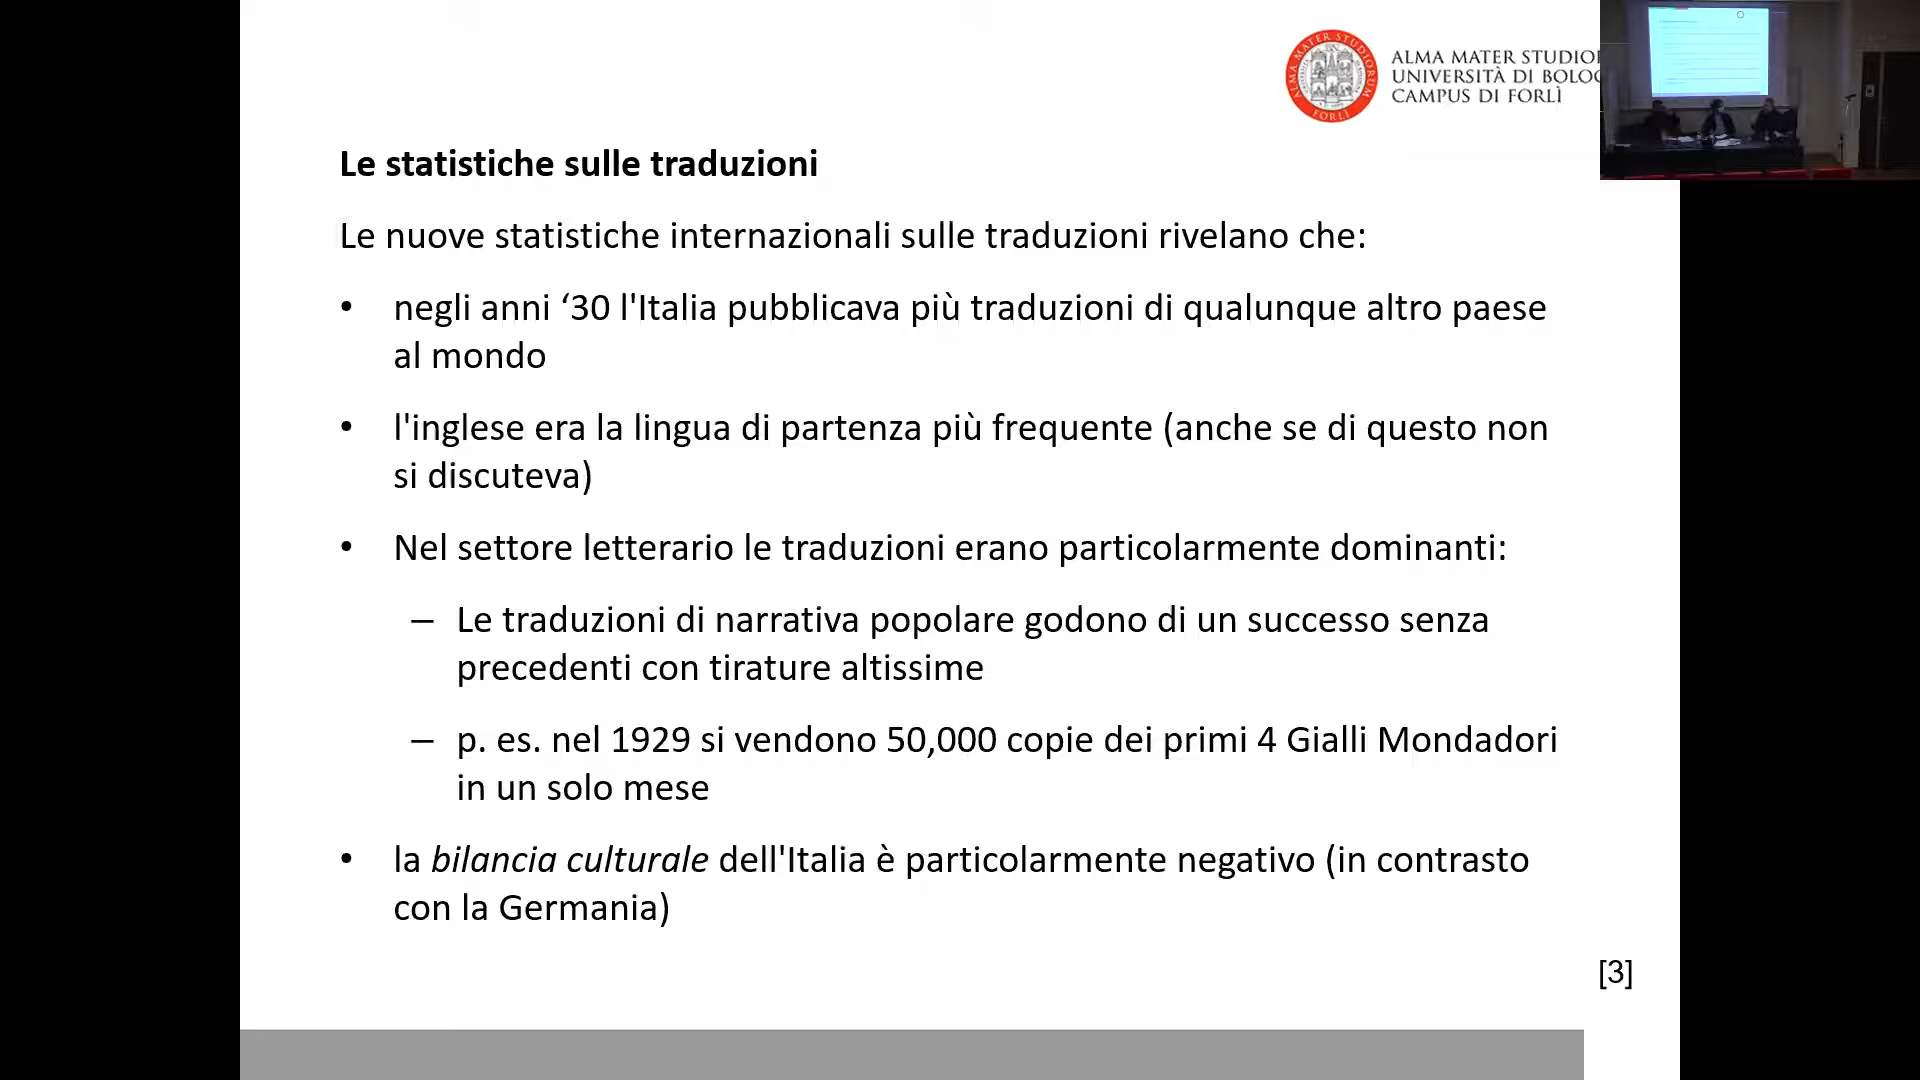 ALMA MATER STUDIO
UNIVERSITÀ DI BOLOG
CAMPUS DI FORLÌ
ALMA MATER STUDIORUM
FORLÌ
Le statistiche sulle traduzioni
Le nuove statistiche internazionali sulle traduzioni rivelano che:
• negli anni ‘30 l'Italia pubblicava più traduzioni di qualunque altro paese
al mondo
• l'inglese era la lingua di partenza più frequente (anche se di questo non
si discuteva)
• Nel settore letterario le traduzioni erano particolarmente dominanti:
– Le traduzioni di narrativa popolare godono di un successo senza
precedenti con tirature altissime
– p. es. nel 1929 si vendono 50,000 copie dei primi 4 Gialli Mondadori
in un solo mese
• la bilancia culturale dell'Italia è particolarmente negativo (in contrasto
con la Germania)
[3]